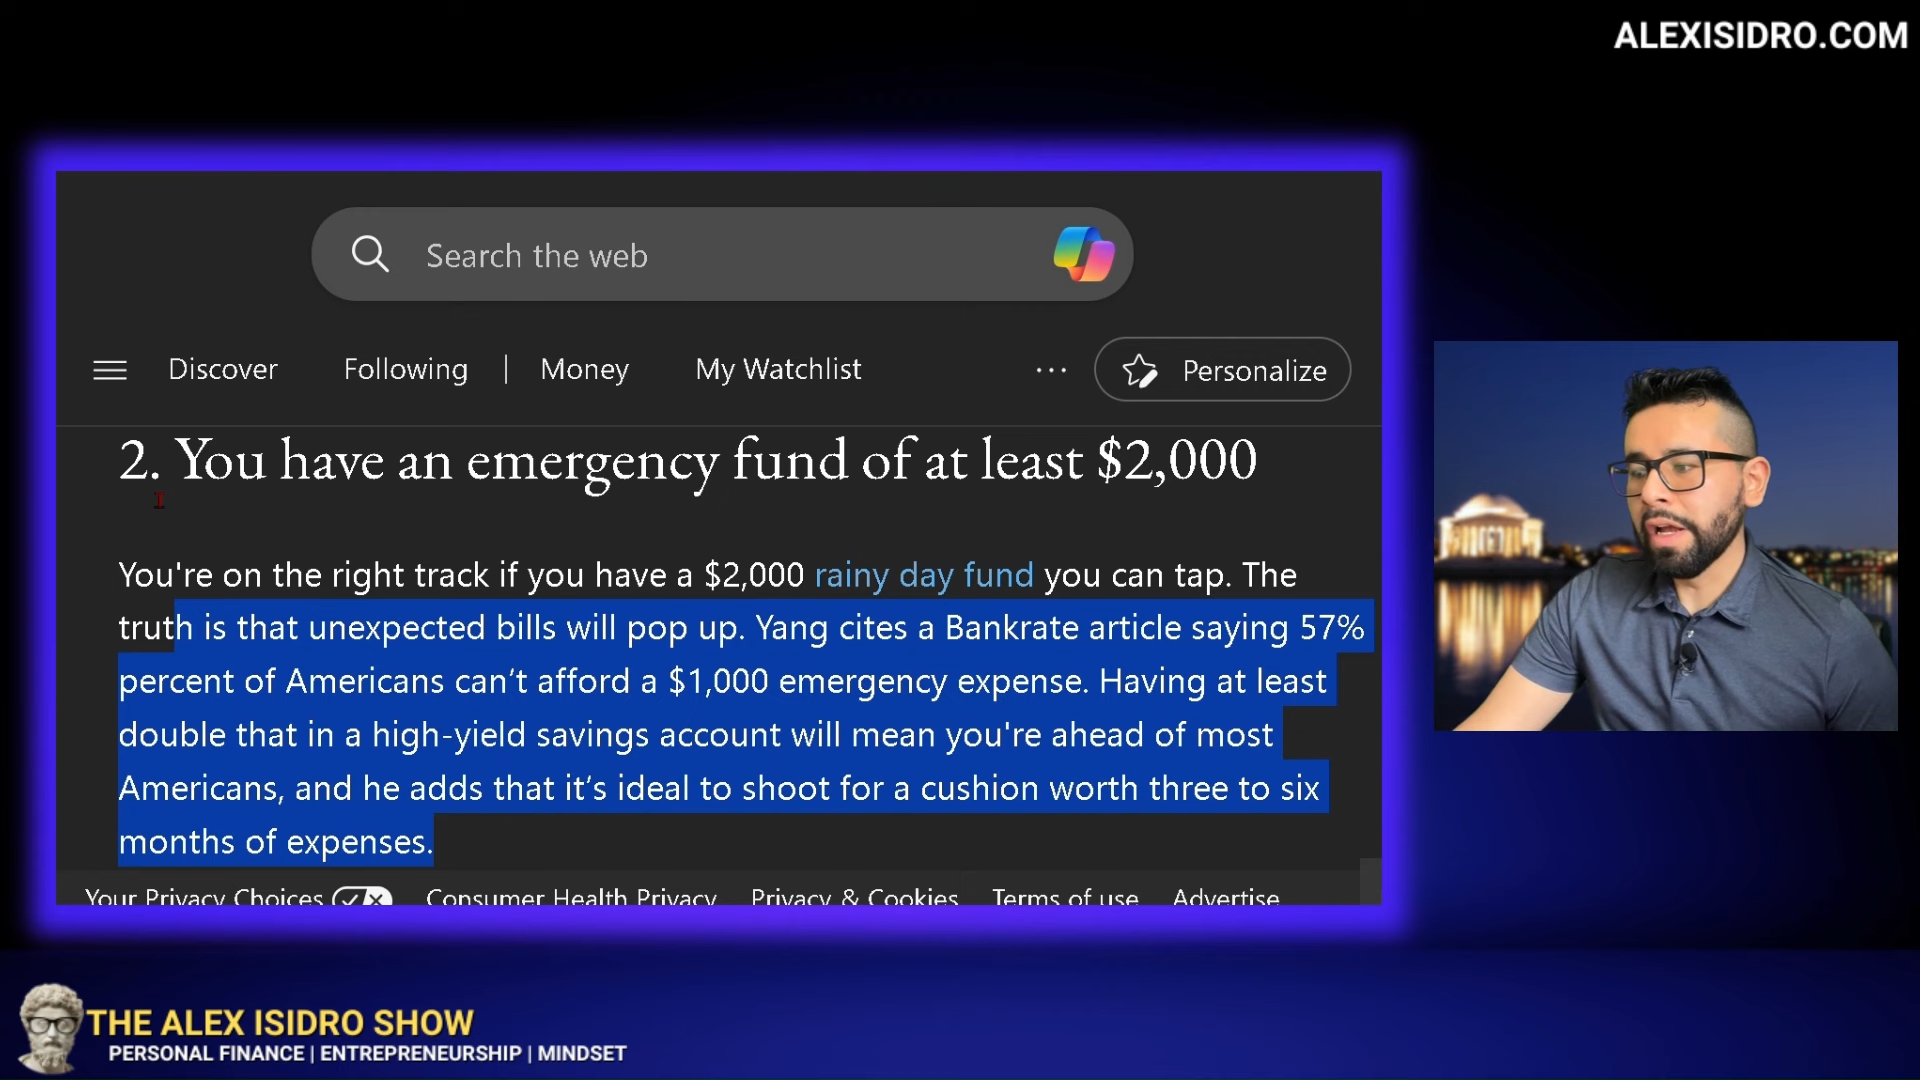 ALEXISIDRO.COM
Search the web
Discover Following | Money My Watchlist ... Personalize
2. You have an emergency fund of at least $2,000
You're on the right track if you have a $2,000 rainy day fund you can tap. The
truth is that unexpected bills will pop up. Yang cites a Bankrate article saying 57%
percent of Americans can’t afford a $1,000 emergency expense. Having at least
double that in a high-yield savings account will mean you're ahead of most
Americans, and he adds that it’s ideal to shoot for a cushion worth three to six
months of expenses.
Your Privacy Choices Consumer Health Privacy Privacy & Cookies Terms of use Advertise
THE ALEX ISIDRO SHOW
PERSONAL FINANCE | ENTREPRENEURSHIP | MINDSET